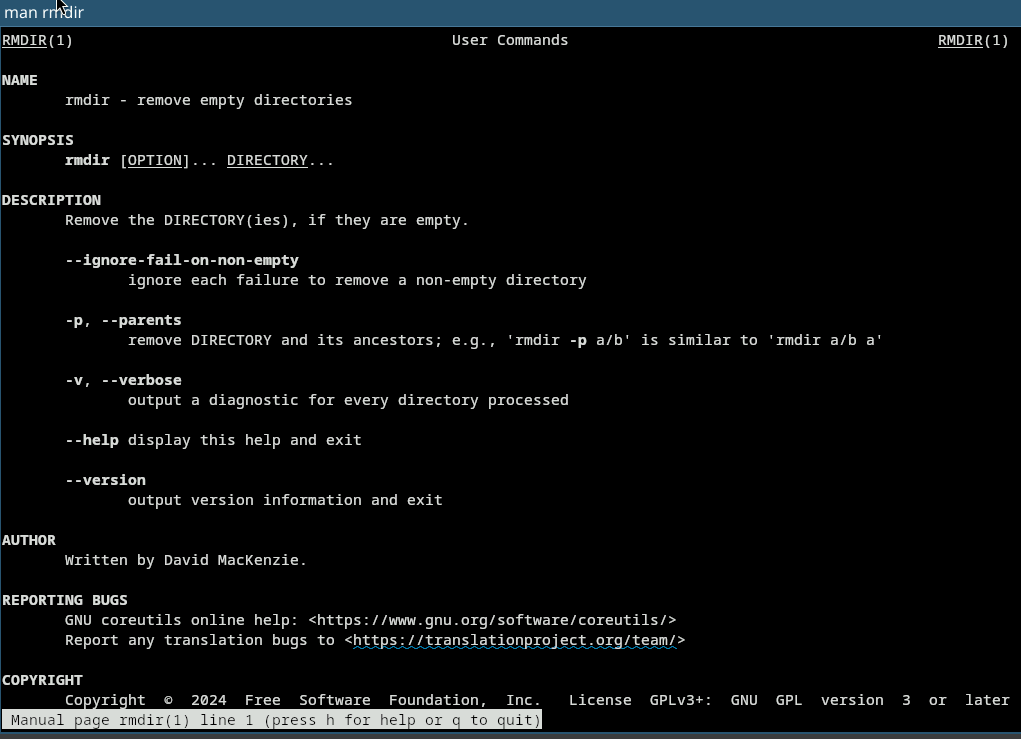 man rmdir
RMDIR(1) User Commands RMDIR(1)
NAME
rmdir - remove empty directories
SYNOPSIS
rmdir [OPTION]... DIRECTORY...
DESCRIPTION
Remove the DIRECTORY(ies), if they are empty.
--ignore-fail-on-non-empty
ignore each failure to remove a non-empty directory
-p, --parents
remove DIRECTORY and its ancestors; e.g., 'rmdir -p a/b' is similar to 'rmdir a/b a'
-v, --verbose
output a diagnostic for every directory processed
--help display this help and exit
--version
output version information and exit
AUTHOR
Written by David MacKenzie.
REPORTING BUGS
GNU coreutils online help: <https://www.gnu.org/software/coreutils/>
Report any translation bugs to <https://translationproject.org/team/>
COPYRIGHT
Copyright © 2024 Free Software Foundation, Inc. License GPLv3+: GNU GPL version 3 or later
Manual page rmdir(1) line 1 (press h for help or q to quit)